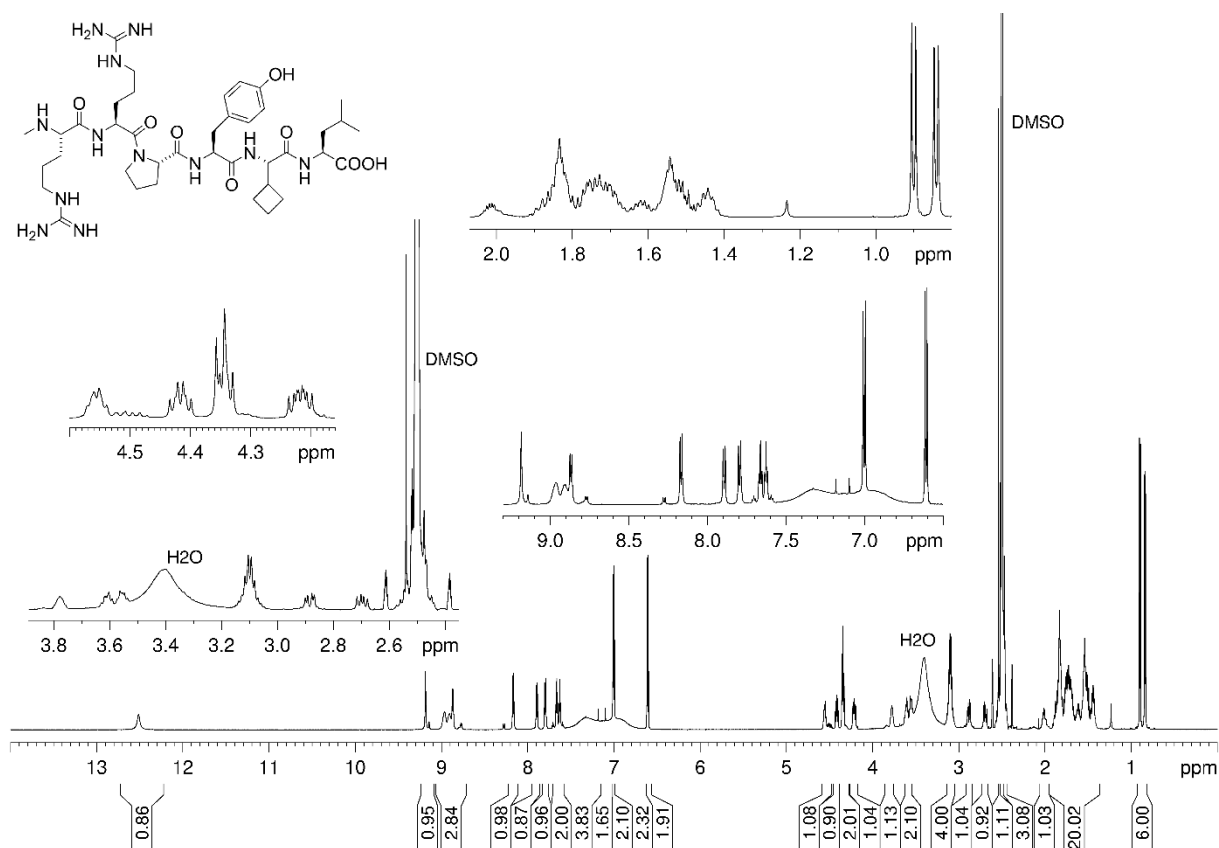 H2N NH
HN
OH
H
N
O
N
H
O
N
O
N
H
O
H
N
O
N
H
COOH
HN
H2N NH
2.0 1.8 1.6 1.4 1.2 1.0 ppm
DMSO
DMSO
4.5 4.4 4.3 ppm
9.0 8.5 8.0 7.5 7.0 ppm
H2O
3.8 3.6 3.4 3.2 3.0 2.8 2.6 ppm
H2O
13 12 11 10 9 8 7 6 5 4 3 2 1 ppm
0.86 0.95 2.84 0.98 0.87 0.96 2.00 3.83 1.65 2.10 2.32 1.91 1.08 0.90 2.01 1.04 1.13 2.10 4.00 1.04 0.92 1.11 3.08 1.03 20.02 6.00